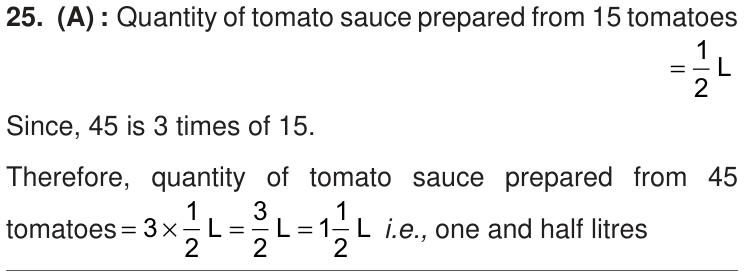 25. (A) : Quantity of tomato sauce prepared from 15 tomatoes
= 1/2 L
Since, 45 is 3 times of 15.
Therefore, quantity of tomato sauce prepared from 45
tomatoes = 3 × 1/2 L = 3/2 L = 1 1/2 L i.e., one and half litres